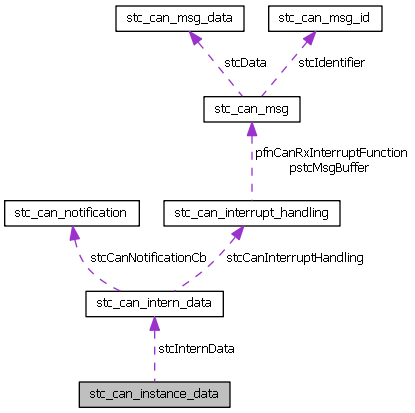 stc_can_msg_data
stc_can_msg_id
stcData
stcIdentifier
stc_can_msg
pfnCanRxInterruptFunction
pstcMsgBuffer
stc_can_notification
stc_can_interrupt_handling
stcCanNotificationCb
stcCanInterruptHandling
stc_can_intern_data
stcInternData
stc_can_instance_data